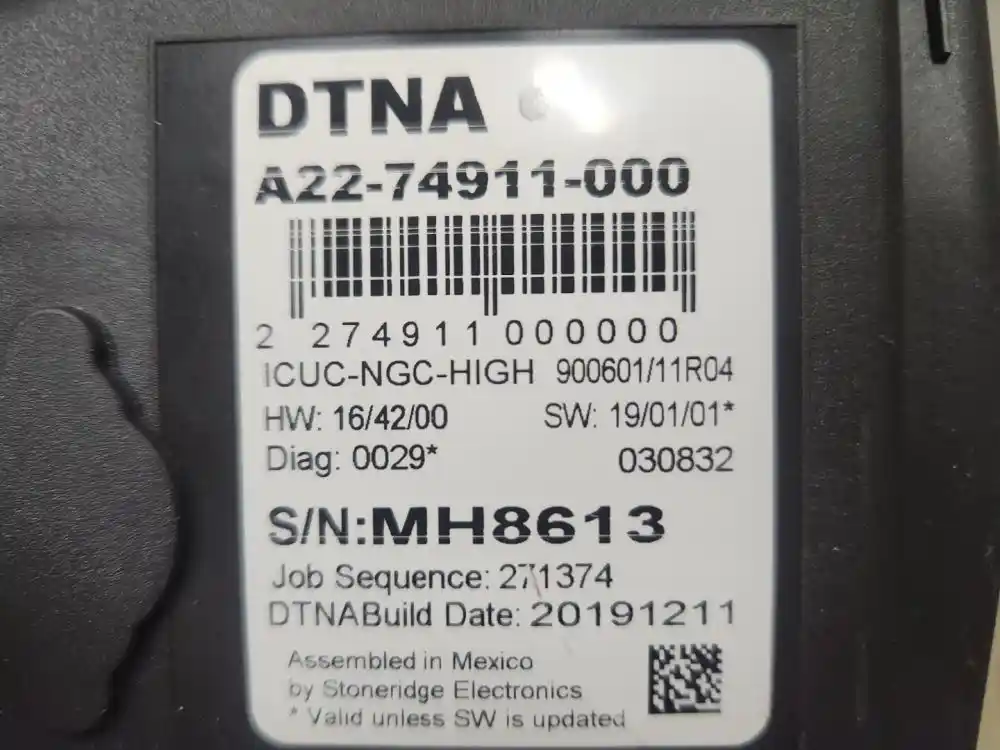 DTNA
A22-74911-000
2 274911 000000
ICUC-NGC-HIGH 900601/11R04
HW: 16/42/00 SW: 19/01/01*
Diag: 0029* 030832
S/N:MH8613
Job Sequence: 271374
DTNABuild Date: 20191211
Assembled in Mexico
by Stoneridge Electronics
* Valid unless SW is updated